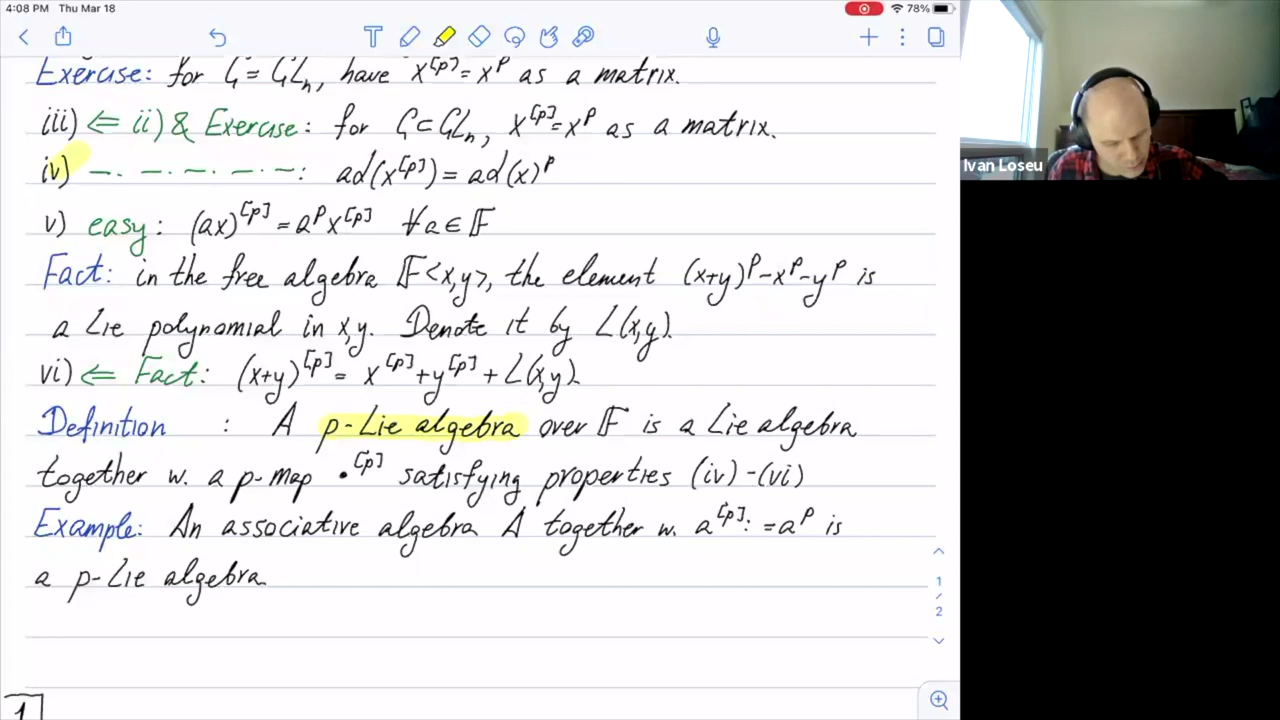 4:08 PM Thu Mar 18
78%
Exercise: for G=GLₙ, have x^[p]=x^p as a matrix.
iii) ⇐ ii) & Exercise: for G=GLₙ, x^[p]=x^p as a matrix.
iv) —·—·—·—·—: ad(x^[p])=ad(x)^p
v) easy: (ax)^[p]=a^p x^[p] ∀a∈𝔽
Fact: in the free algebra 𝔽<x,y>, the element (x+y)^p-x^p-y^p is
a Lie polynomial in x,y. Denote it by L(x,y).
vi) ⇐ Fact: (x+y)^[p]= x^[p]+y^[p]+L(x,y).
Definition : A p-Lie algebra over 𝔽 is a Lie algebra
together w. a p-map •^[p] satisfying properties (iv)-(vi)
Example: An associative algebra A together w. a^[p]:=a^p is
a p-Lie algebra.
1
/
2
1
Ivan Loseu